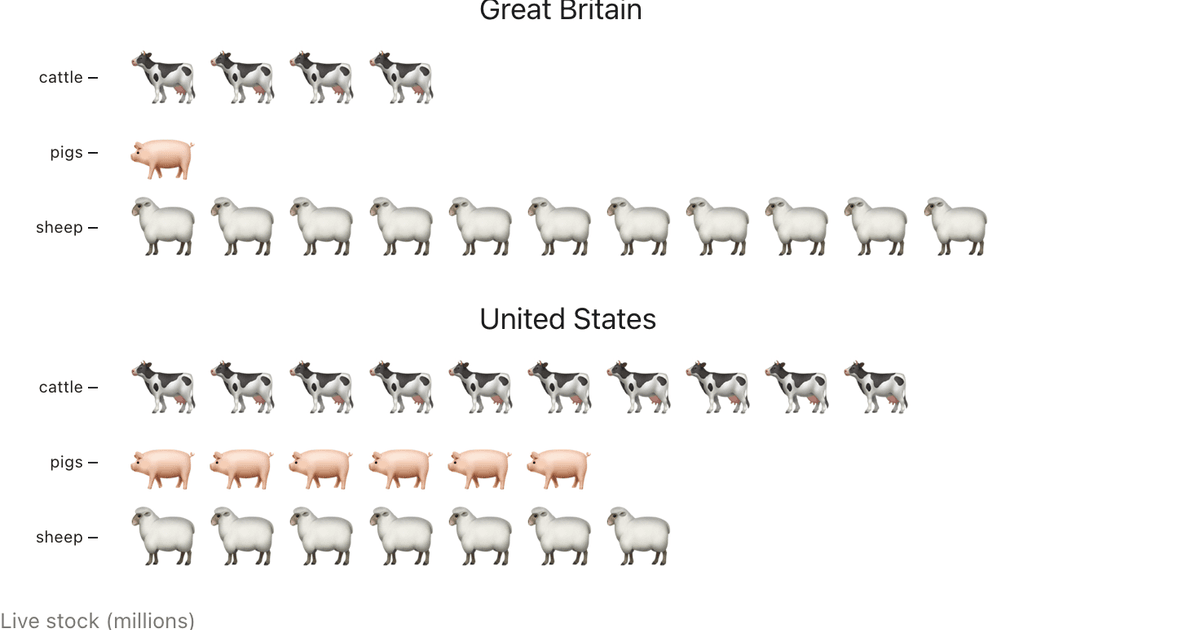 Great Britain
cattle
pigs
sheep
United States
cattle
pigs
sheep
Live stock (millions)